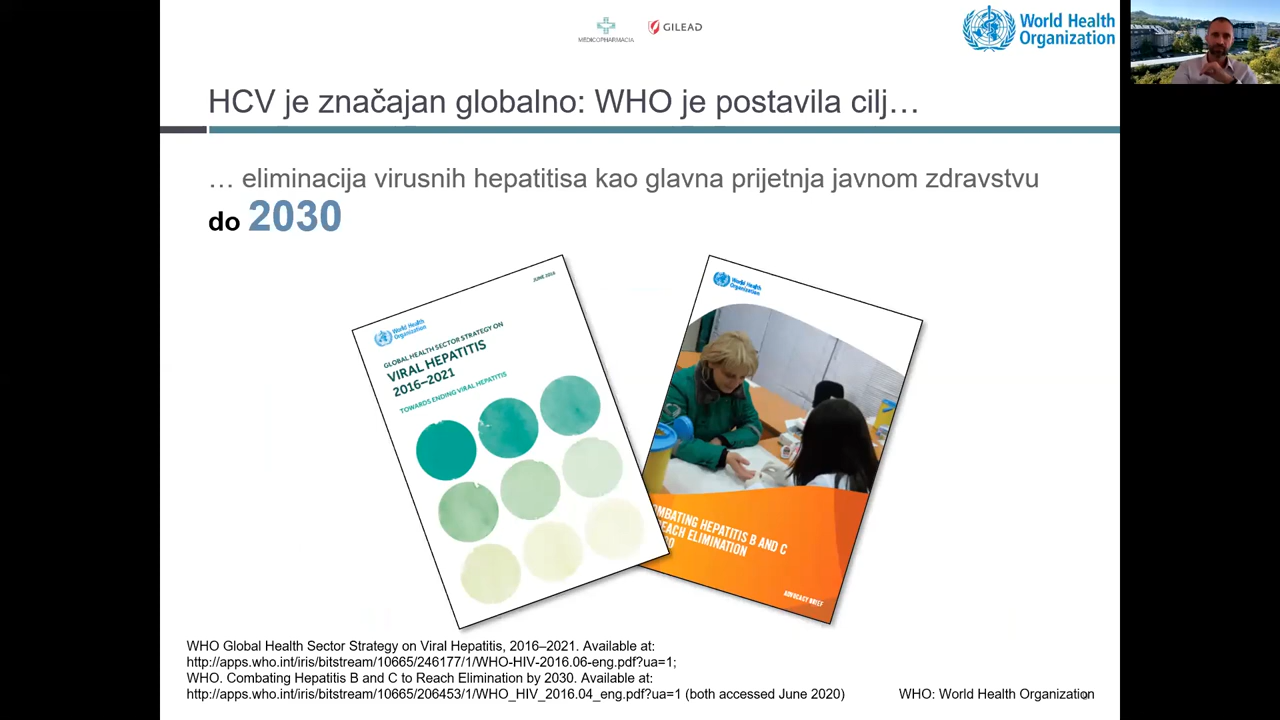 MEDICOPHARMACIA
GILEAD
World Health
Organization
HCV je značajan globalno: WHO je postavila cilj…
… eliminacija virusnih hepatitisa kao glavna prijetnja javnom zdravstvu
do 2030
JUNE 2016
World Health
Organization
GLOBAL HEALTH SECTOR STRATEGY ON
VIRAL HEPATITIS
2016–2021
TOWARDS ENDING VIRAL HEPATITIS
World Health
Organization
HEPATITIS B AND C
ELIMINATION
ADVOCACY BRIEF
WHO Global Health Sector Strategy on Viral Hepatitis, 2016–2021. Available at:
http://apps.who.int/iris/bitstream/10665/246177/1/WHO-HIV-2016.06-eng.pdf?ua=1;
WHO. Combating Hepatitis B and C to Reach Elimination by 2030. Available at:
http://apps.who.int/iris/bitstream/10665/206453/1/WHO_HIV_2016.04_eng.pdf?ua=1 (both accessed June 2020)
WHO: World Health Organization